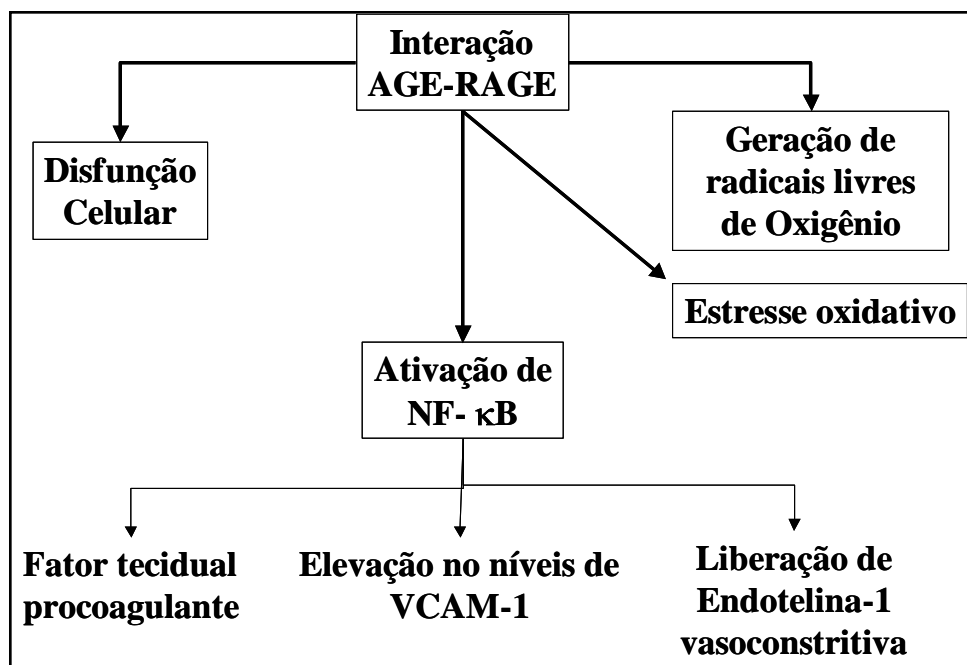 Interação
AGE-RAGE
Disfunção
Celular
Geração de
radicais livres
de Oxigênio
Estresse oxidativo
Ativação de
NF- κB
Fator tecidual
procoagulante
Elevação no níveis de
VCAM-1
Liberação de
Endotelina-1
vasoconstritiva